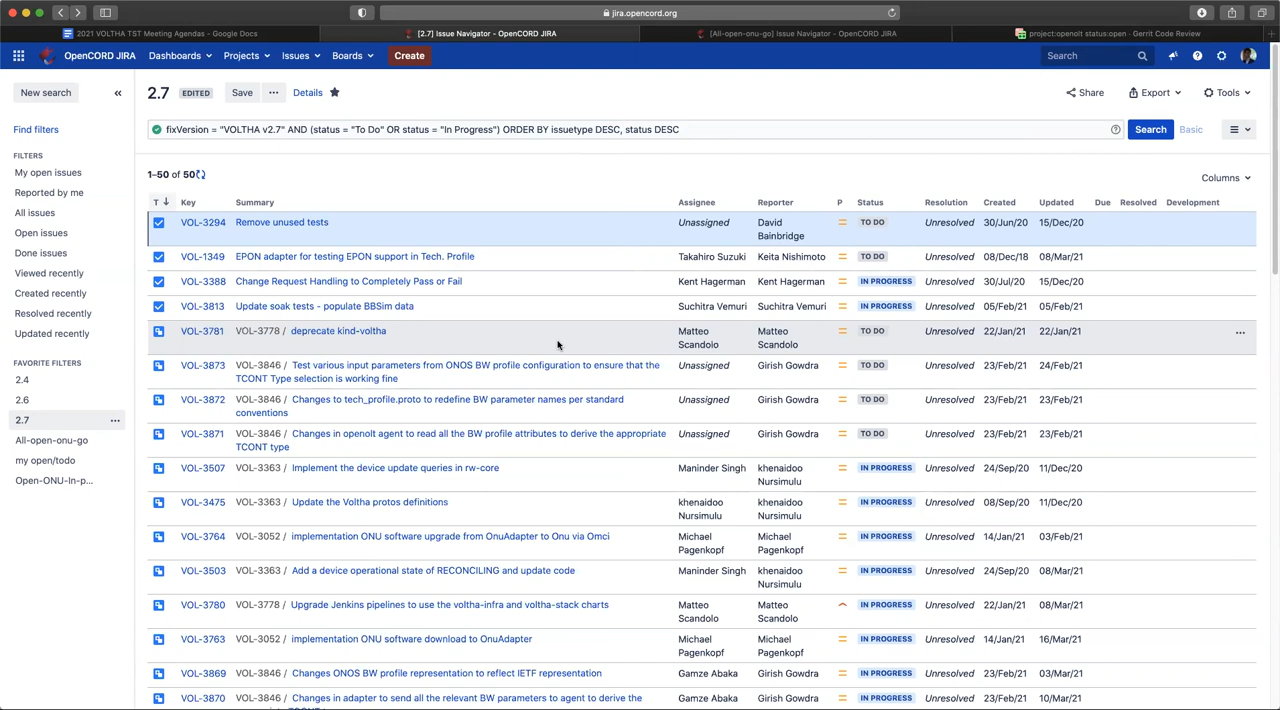 jira.opencord.org
2021 VOLTHA TST Meeting Agendas - Google Docs
[2.7] Issue Navigator - OpenCORD JIRA
[All-open-onu-go] Issue Navigator - OpenCORD JIRA
project:openolt status:open · Gerrit Code Review
OpenCORD JIRA Dashboards Projects Issues Boards Create Search
New search « 2.7 EDITED Save ··· Details Share Export Tools
Find filters
fixVersion = "VOLTHA v2.7" AND (status = "To Do" OR status = "In Progress") ORDER BY issuetype DESC, status DESC Search Basic
FILTERS
My open issues
Reported by me
All issues
Open issues
Done issues
Viewed recently
Created recently
Resolved recently
Updated recently
FAVORITE FILTERS
2.4
2.6
2.7 ···
All-open-onu-go
my open/todo
Open-ONU-In-p...
1–50 of 50
Columns
T Key Summary Assignee Reporter P Status Resolution Created Updated Due Resolved Development
VOL-3294 Remove unused tests Unassigned David Bainbridge TO DO Unresolved 30/Jun/20 15/Dec/20
VOL-1349 EPON adapter for testing EPON support in Tech. Profile Takahiro Suzuki Keita Nishimoto TO DO Unresolved 08/Dec/18 08/Mar/21
VOL-3388 Change Request Handling to Completely Pass or Fail Kent Hagerman Kent Hagerman IN PROGRESS Unresolved 30/Jul/20 15/Dec/20
VOL-3813 Update soak tests - populate BBSim data Suchitra Vemuri Suchitra Vemuri IN PROGRESS Unresolved 05/Feb/21 05/Feb/21
VOL-3781 VOL-3778 / deprecate kind-voltha Matteo Scandolo Matteo Scandolo TO DO Unresolved 22/Jan/21 22/Jan/21 ···
VOL-3873 VOL-3846 / Test various input parameters from ONOS BW profile configuration to ensure that the TCONT Type selection is working fine Unassigned Girish Gowdra TO DO Unresolved 23/Feb/21 24/Feb/21
VOL-3872 VOL-3846 / Changes to tech_profile.proto to redefine BW parameter names per standard conventions Unassigned Girish Gowdra TO DO Unresolved 23/Feb/21 23/Feb/21
VOL-3871 VOL-3846 / Changes in openolt agent to read all the BW profile attributes to derive the appropriate TCONT type Unassigned Girish Gowdra TO DO Unresolved 23/Feb/21 23/Feb/21
VOL-3507 VOL-3363 / Implement the device update queries in rw-core Maninder Singh khenaidoo Nursimulu IN PROGRESS Unresolved 24/Sep/20 11/Dec/20
VOL-3475 VOL-3363 / Update the Voltha protos definitions khenaidoo Nursimulu khenaidoo Nursimulu IN PROGRESS Unresolved 08/Sep/20 11/Dec/20
VOL-3764 VOL-3052 / implementation ONU software upgrade from OnuAdapter to Onu via Omci Michael Pagenkopf Michael Pagenkopf IN PROGRESS Unresolved 14/Jan/21 03/Feb/21
VOL-3503 VOL-3363 / Add a device operational state of RECONCILING and update code Maninder Singh khenaidoo Nursimulu IN PROGRESS Unresolved 24/Sep/20 08/Mar/21
VOL-3780 VOL-3778 / Upgrade Jenkins pipelines to use the voltha-infra and voltha-stack charts Matteo Scandolo Matteo Scandolo IN PROGRESS Unresolved 22/Jan/21 08/Mar/21
VOL-3763 VOL-3052 / implementation ONU software download to OnuAdapter Michael Pagenkopf Michael Pagenkopf IN PROGRESS Unresolved 14/Jan/21 16/Mar/21
VOL-3869 VOL-3846 / Changes ONOS BW profile representation to reflect IETF representation Gamze Abaka Girish Gowdra IN PROGRESS Unresolved 23/Feb/21 03/Mar/21
VOL-3870 VOL-3846 / Changes in adapter to send all the relevant BW parameters to agent to derive the Gamze Abaka Girish Gowdra IN PROGRESS Unresolved 23/Feb/21 10/Mar/21